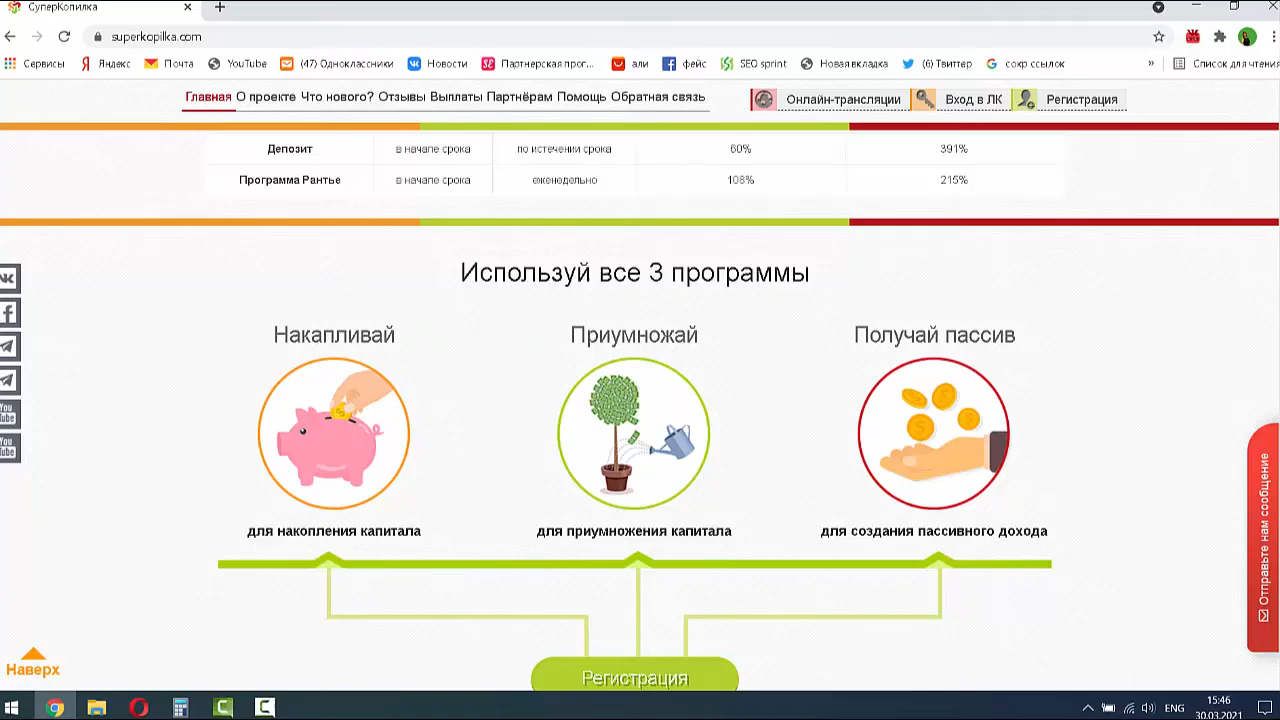 СуперКопилка
superkopilka.com
Сервисы Яндекс Почта YouTube (47) Одноклассники Новости Партнерская прог... али фейс SEO sprint Новая вкладка (6) Твиттер сокр ссылок » Список для чтения
Главная О проекте Что нового? Отзывы Выплаты Партнёрам Помощь Обратная связь Онлайн-трансляции Вход в ЛК Регистрация
Депозит в начале срока по истечении срока 60% 391%
Программа Рантье в начале срока еженедельно 108% 215%
Используй все 3 программы
Накапливай Приумножай Получай пассив
для накопления капитала для приумножения капитала для создания пассивного дохода
You Tube
You Tube
Отправьте нам сообщение
Наверх
Регистрация
ENG
15:46
30.03.2021